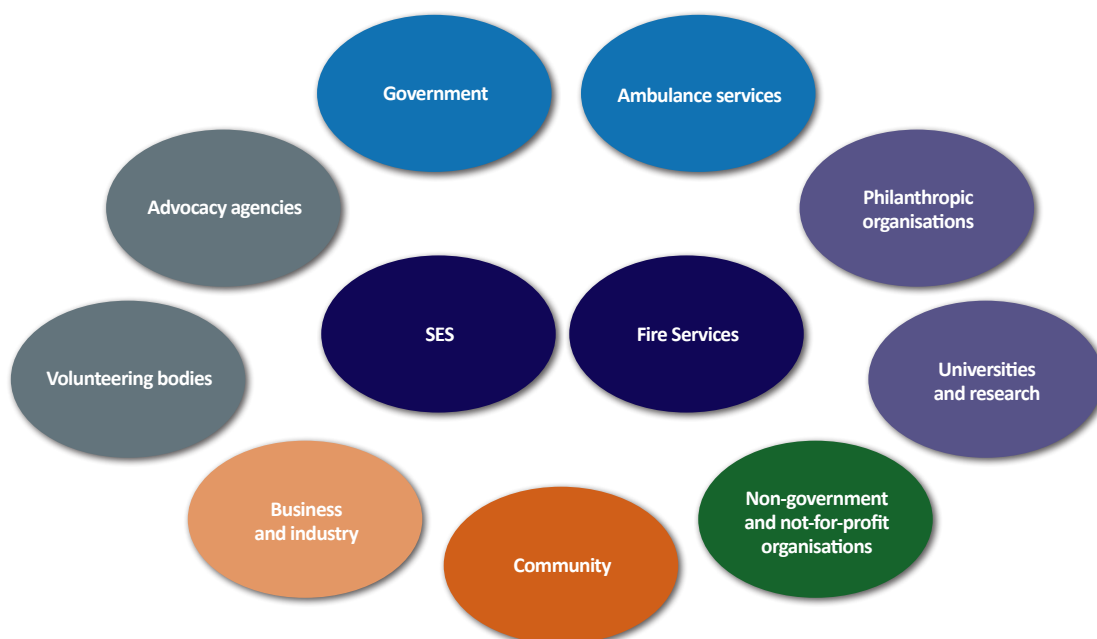 Government
Ambulance services
Advocacy agencies
Philanthropic
organisations
SES
Fire Services
Volunteering bodies
Universities
and research
Business
and industry
Non-government
and not-for-profit
organisations
Community